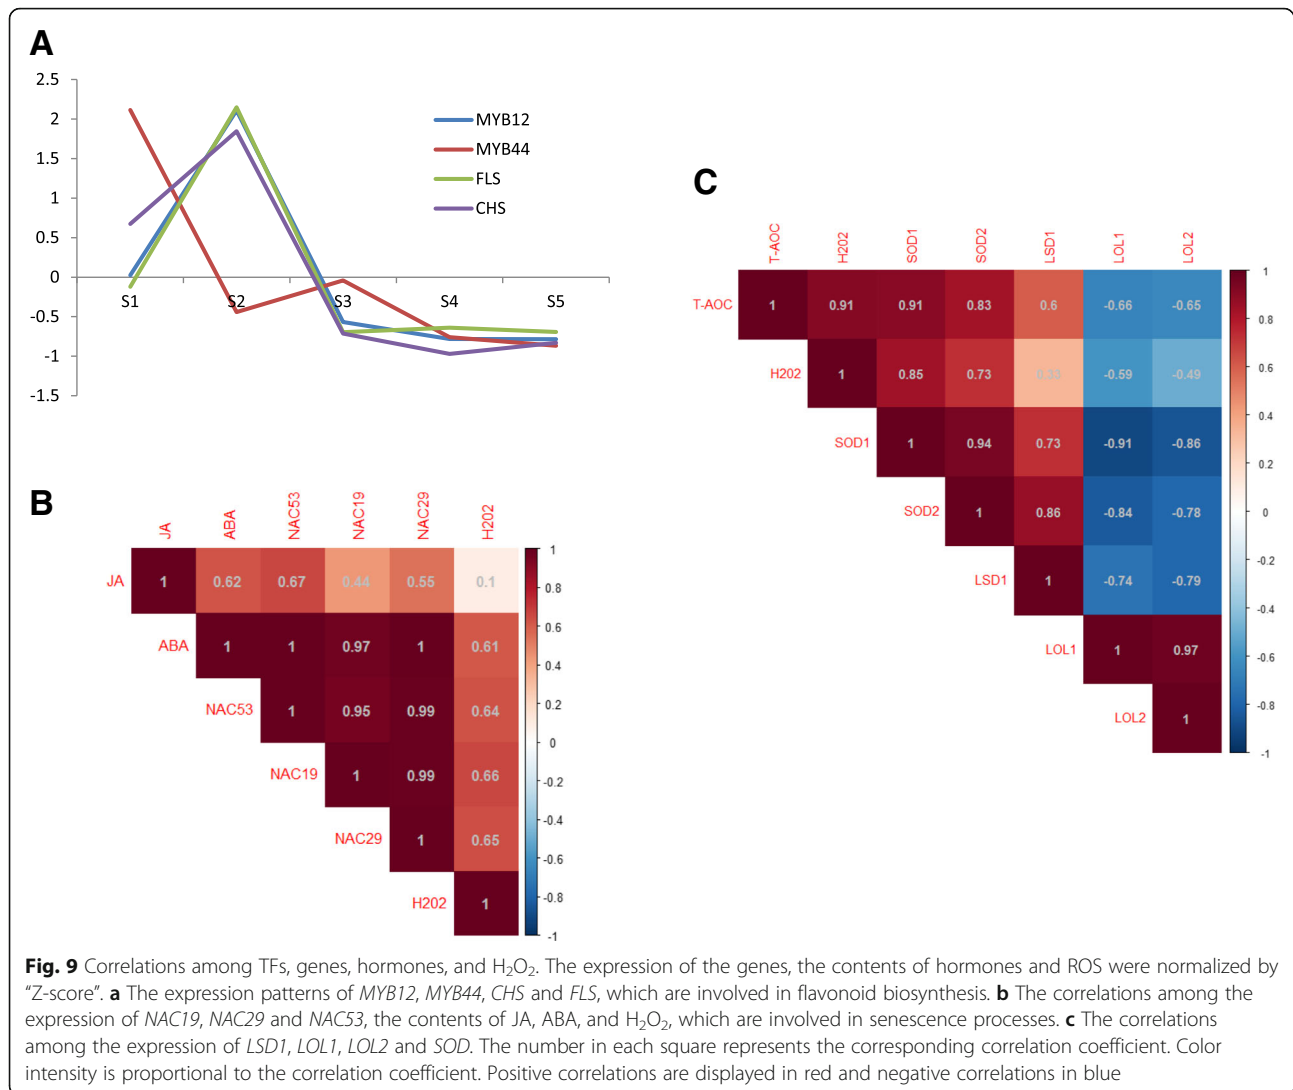 A
2.5
2
1.5
1
0.5
0
-0.5
-1
-1.5
S1 S2 S3 S4 S5
MYB12
MYB44
FLS
CHS
B
JA ABA NAC53 NAC19 NAC29 H202
JA 1 0.62 0.67 0.44 0.55 0.1
ABA 1 1 0.97 1 0.61
NAC53 1 0.95 0.99 0.64
NAC19 1 0.99 0.66
NAC29 1 0.65
H202 1
1
0.8
0.6
0.4
0.2
0
-0.2
-0.4
-0.6
-0.8
-1
C
T-AOC H202 SOD1 SOD2 LSD1 LOL1 LOL2
T-AOC 1 0.91 0.91 0.83 0.6 -0.66 -0.65
H202 1 0.85 0.73 0.33 -0.59 -0.49
SOD1 1 0.94 0.73 -0.91 -0.86
SOD2 1 0.86 -0.84 -0.78
LSD1 1 -0.74 -0.79
LOL1 1 0.97
LOL2 1
1
0.8
0.6
0.4
0.2
0
-0.2
-0.4
-0.6
-0.8
-1
Fig. 9 Correlations among TFs, genes, hormones, and H₂O₂. The expression of the genes, the contents of hormones and ROS were normalized by
“Z-score”. a The expression patterns of MYB12, MYB44, CHS and FLS, which are involved in flavonoid biosynthesis. b The correlations among the
expression of NAC19, NAC29 and NAC53, the contents of JA, ABA, and H₂O₂, which are involved in senescence processes. c The correlations
among the expression of LSD1, LOL1, LOL2 and SOD. The number in each square represents the corresponding correlation coefficient. Color
intensity is proportional to the correlation coefficient. Positive correlations are displayed in red and negative correlations in blue